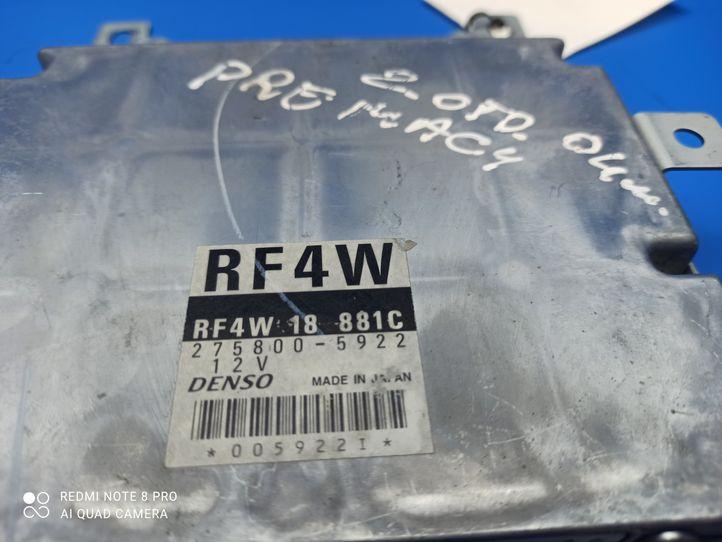 2.0TD. ОИш.
PREMACY
RF4W
RF4W 18 881C
275800-5922
12V
DENSO MADE IN JAPAN
*005922I*
REDMI NOTE 8 PRO
AI QUAD CAMERA